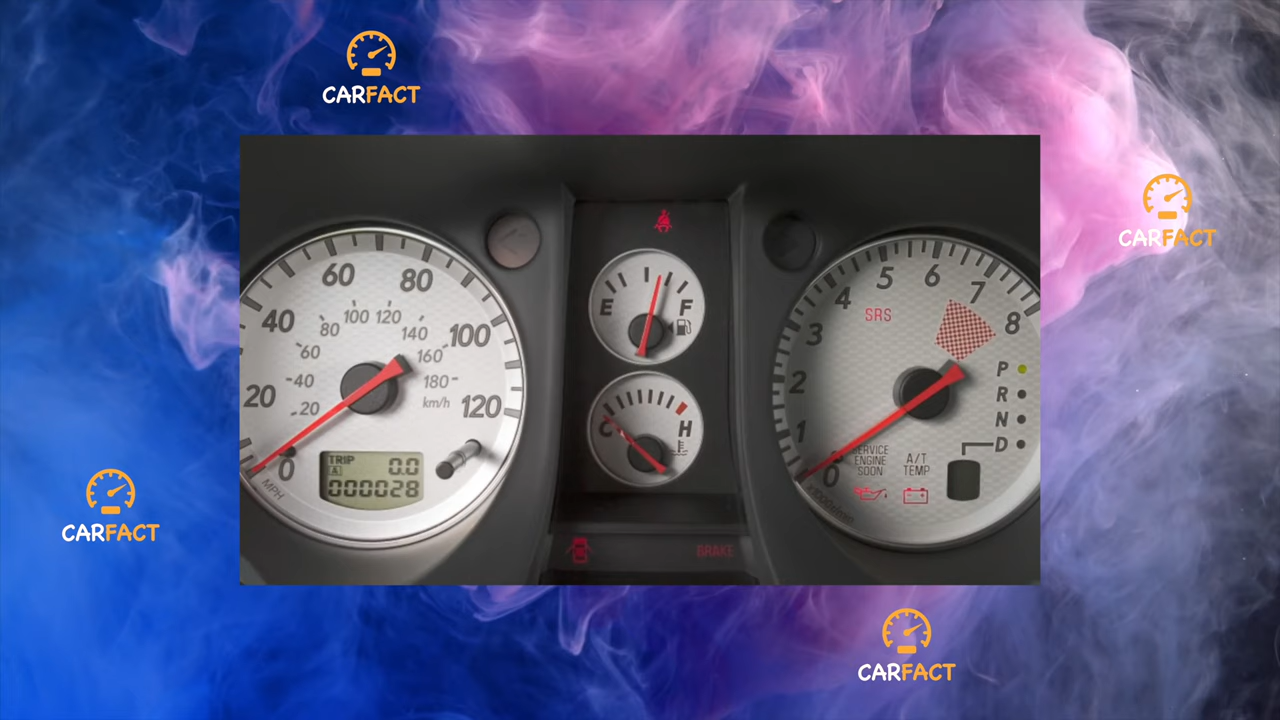 CARFACT
CARFACT
60
80
40
100 120
80
140
100
60
160
20
40
180
120
20
km/h
0
MPH
TRIP
A
0.0
000028
E
F
C
H
BRAKE
5
6
7
4
8
3
SRS
2
1
0
P
R
N
D
SERVICE
ENGINE
SOON
A/T
TEMP
CARFACT
CARFACT